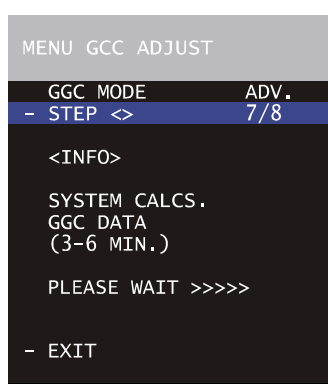 MENU GCC ADJUST
GGC MODE ADV.
- STEP <> 7/8
<INFO>
SYSTEM CALCS.
GGC DATA
(3-6 MIN.)
PLEASE WAIT >>>>>
- EXIT